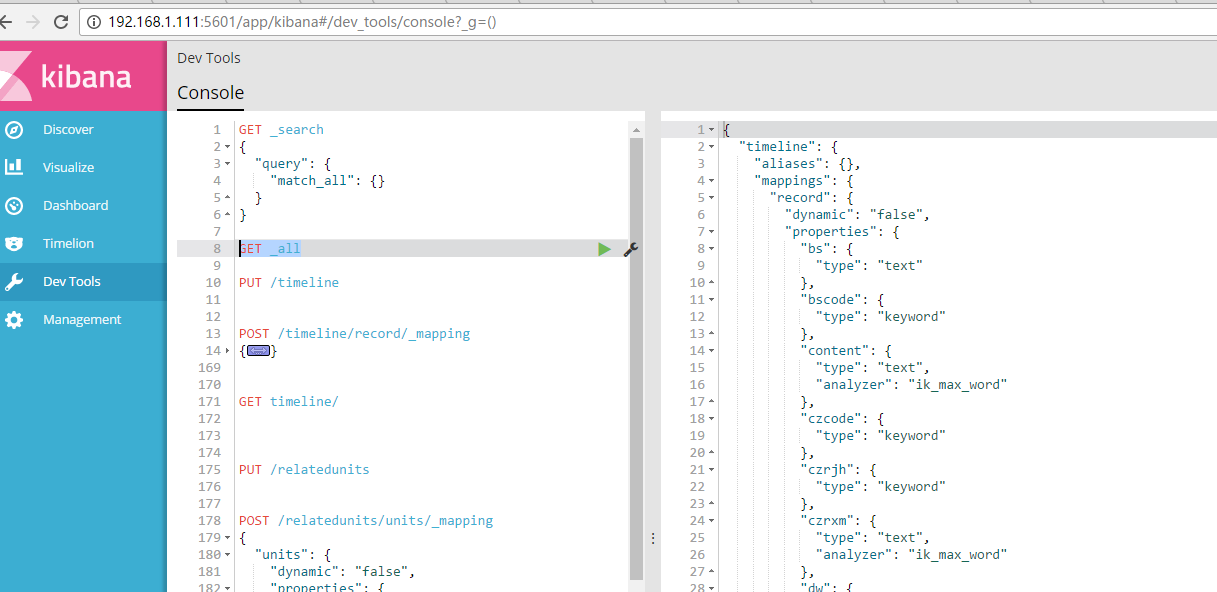 192.168.1.111:5601/app/kibana#/dev_tools/console?_g=()
kibana
Discover
Visualize
Dashboard
Timelion
Dev Tools
Management
Dev Tools
Console
1 GET _search
2 {
3 "query": {
4 "match_all": {}
5 }
6 }
7
8 GET _all
9
10 PUT /timeline
11
12
13 POST /timeline/record/_mapping
14 {}
169
170
171 GET timeline/
172
173
174
175 PUT /relatedunits
176
177
178 POST /relatedunits/units/_mapping
179 {
180 "units": {
181 "dynamic": "false",
182 "properties": {
1 {
2 "timeline": {
3 "aliases": {},
4 "mappings": {
5 "record": {
6 "dynamic": "false",
7 "properties": {
8 "bs": {
9 "type": "text"
10 },
11 "bscode": {
12 "type": "keyword"
13 },
14 "content": {
15 "type": "text",
16 "analyzer": "ik_max_word"
17 },
18 "czcode": {
19 "type": "keyword"
20 },
21 "czrjh": {
22 "type": "keyword"
23 },
24 "czrxm": {
25 "type": "text",
26 "analyzer": "ik_max_word"
27 },
28 "dw": {